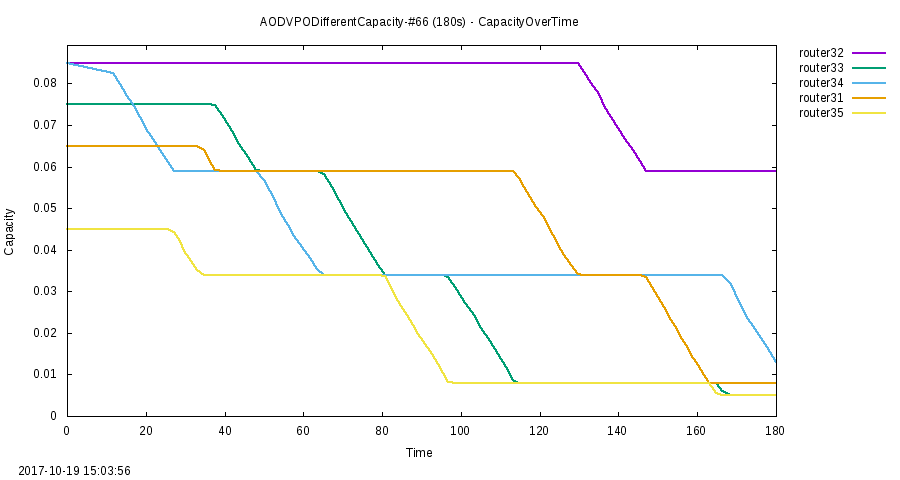 AODVPODifferentCapacity-#66 (180s) - CapacityOverTime
router32
router33
router34
router31
router35
0.08
0.07
0.06
0.05
0.04
0.03
0.02
0.01
0
Capacity
0 20 40 60 80 100 120 140 160 180
Time
2017-10-19 15:03:56